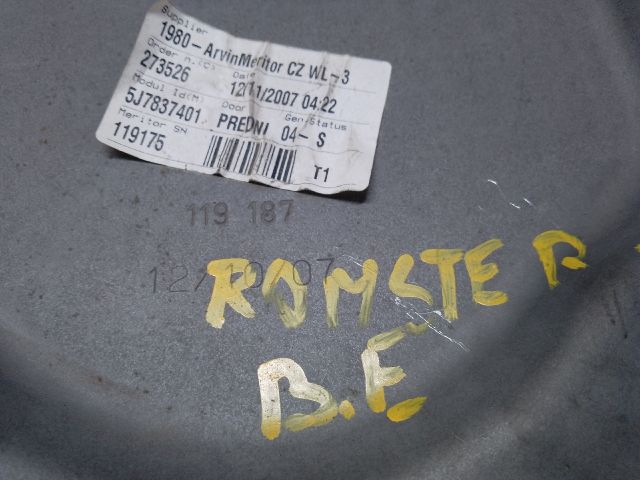 Supplier
1980-ArvinMeritor CZ WL-3
Order n.(C) Date
273526 12/11/2007 04:22
Modul Id(M) Door Gen-Status
5J7837401 PREDNI 04- S
Meritor SN
119175
T1
119 187
ROMSTER
B.F.